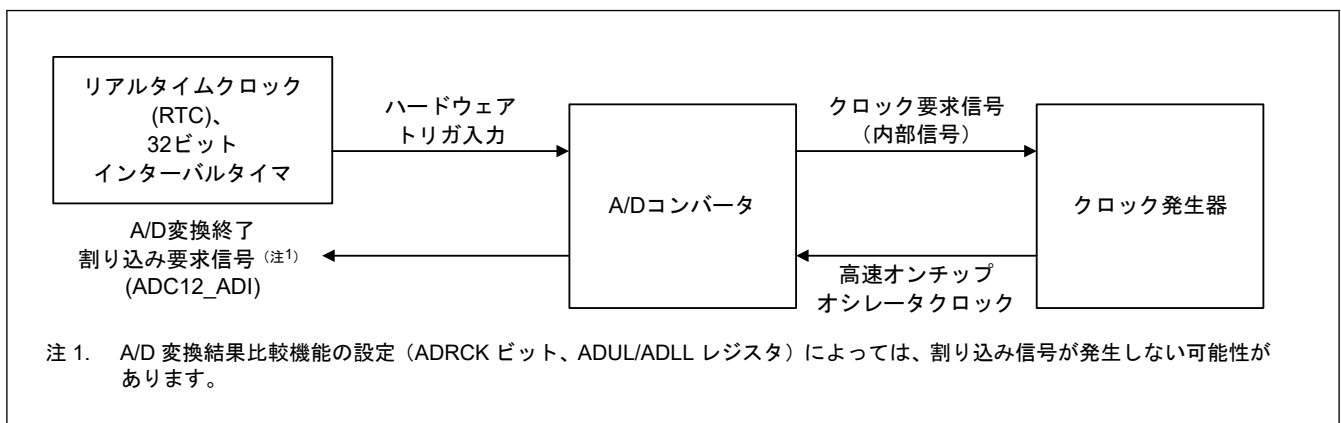 リアルタイムクロック
(RTC)、
32ビット
インターバルタイマ
ハードウェア
トリガ入力
A/Dコンバータ
クロック要求信号
（内部信号）
クロック発生器
A/D変換終了
割り込み要求信号（注1）
(ADC12_ADI)
高速オンチップ
オシレータクロック
注 1. A/D 変換結果比較機能の設定（ADRCK ビット、ADUL/ADLL レジスタ）によっては、割り込み信号が発生しない可能性が
あります。